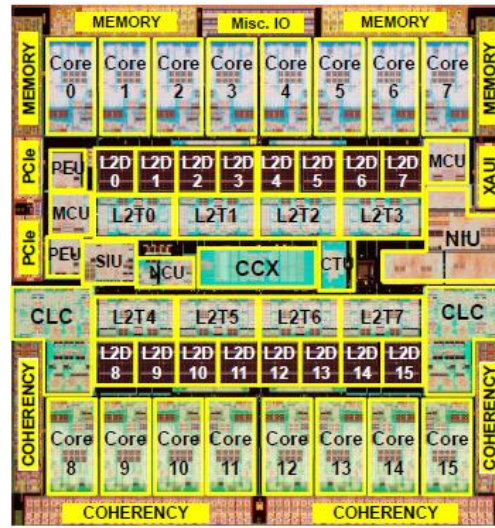 MEMORY
Misc. IO
MEMORY
MEMORY
MEMORY
Core
0
Core
1
Core
2
Core
3
Core
4
Core
5
Core
6
Core
7
PCIe
PEU
L2D
0
L2D
1
L2D
2
L2D
3
L2D
4
L2D
5
L2D
6
L2D
7
MCU
XAUI
MCU
L2T0
L2T1
L2T2
L2T3
NIU
PCIe
PEU
SIU
NCU
CCX
CTU
CLC
L2T4
L2T5
L2T6
L2T7
CLC
L2D
8
L2D
9
L2D
10
L2D
11
L2D
12
L2D
13
L2D
14
L2D
15
COHERENCY
COHERENCY
Core
8
Core
9
Core
10
Core
11
Core
12
Core
13
Core
14
Core
15
COHERENCY
COHERENCY